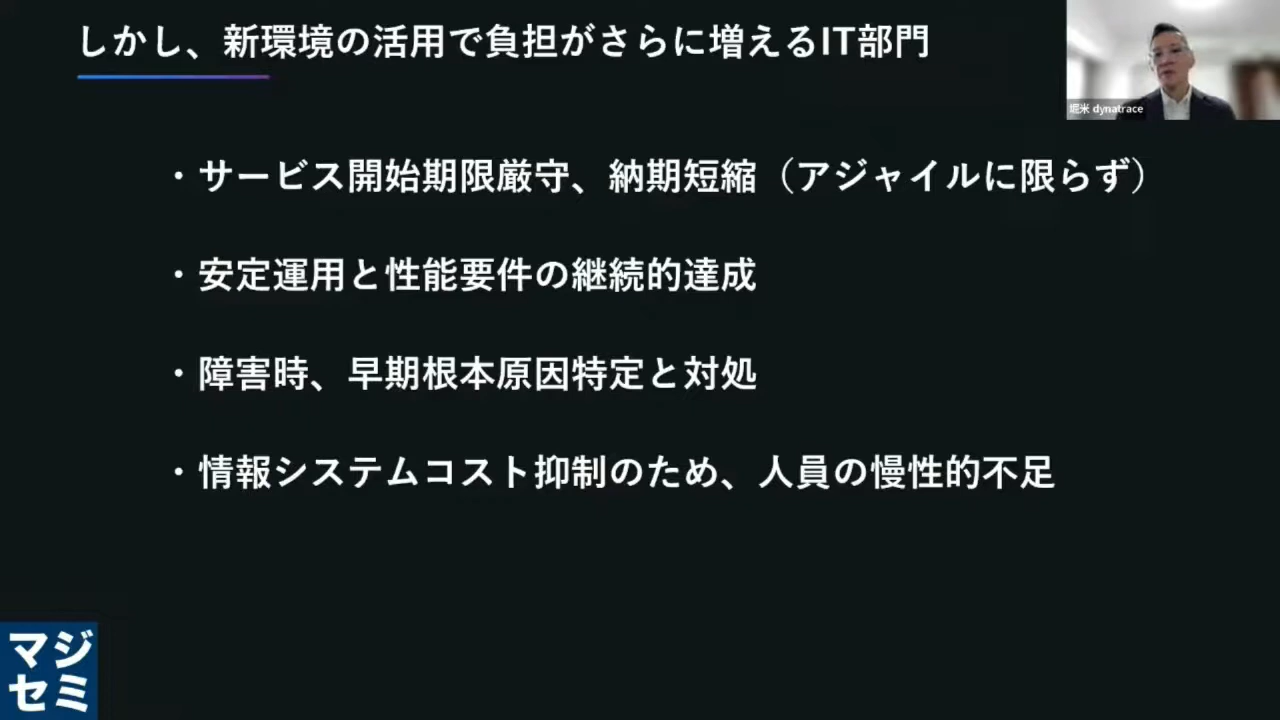 しかし、新環境の活用で負担がさらに増えるIT部門
堀米 dynatrace
・サービス開始期限厳守、納期短縮（アジャイルに限らず）
・安定運用と性能要件の継続的達成
・障害時、早期根本原因特定と対処
・情報システムコスト抑制のため、人員の慢性的不足
マジ
セミ